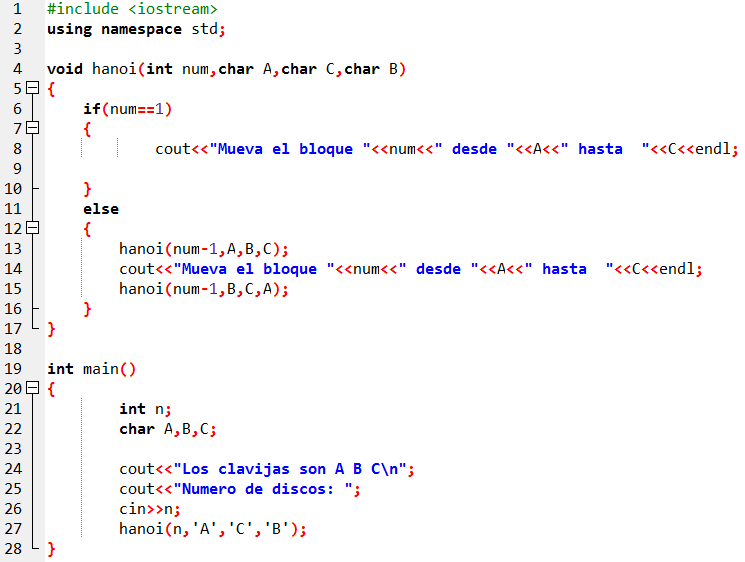 1 #include <iostream>
2 using namespace std;
3
4 void hanoi(int num,char A,char C,char B)
5 {
6 if(num==1)
7 {
8 cout<<"Mueva el bloque "<<num<<" desde "<<A<<" hasta  "<<C<<endl;
9
10 }
11 else
12 {
13 hanoi(num-1,A,B,C);
14 cout<<"Mueva el bloque "<<num<<" desde "<<A<<" hasta  "<<C<<endl;
15 hanoi(num-1,B,C,A);
16 }
17 }
18
19 int main()
20 {
21 int n;
22 char A,B,C;
23
24 cout<<"Los clavijas son A B C\n";
25 cout<<"Numero de discos: ";
26 cin>>n;
27 hanoi(n,'A','C','B');
28 }